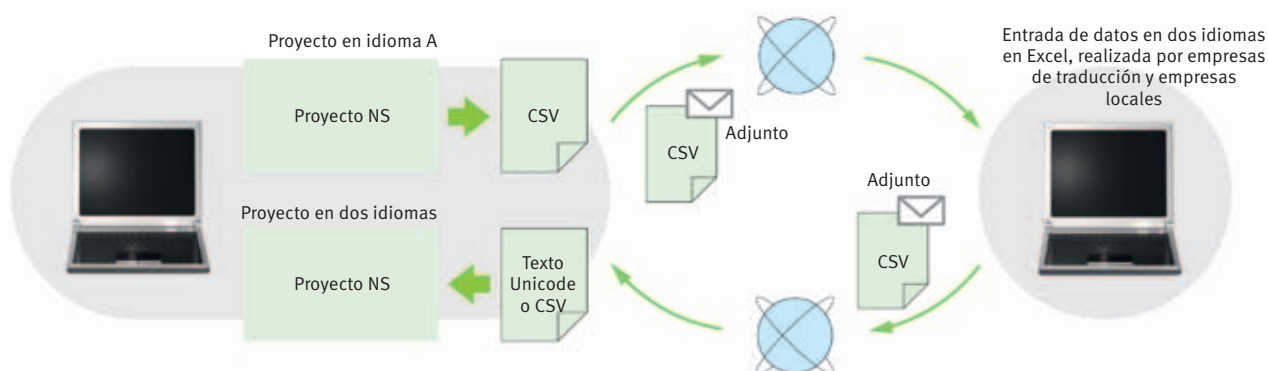 Proyecto en idioma A
Proyecto NS
CSV
CSV
Adjunto
Entrada de datos en dos idiomas
en Excel, realizada por empresas
de traducción y empresas
locales
Proyecto en dos idiomas
Proyecto NS
Texto
Unicode
o CSV
Adjunto
CSV